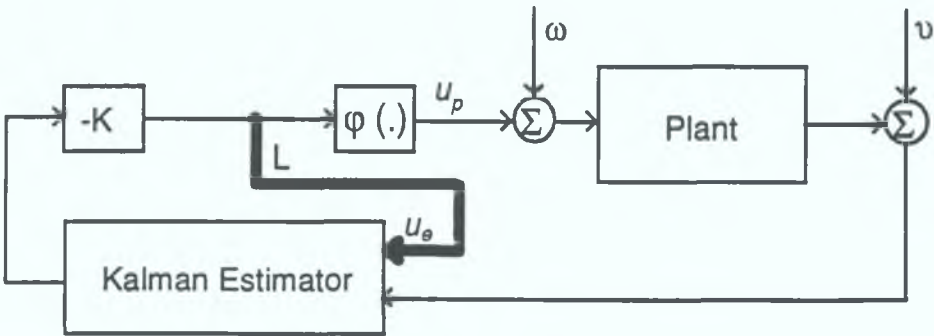 ω
υ
-K
φ (.)
u_p
Σ
Plant
Σ
L
u_e
Kalman Estimator